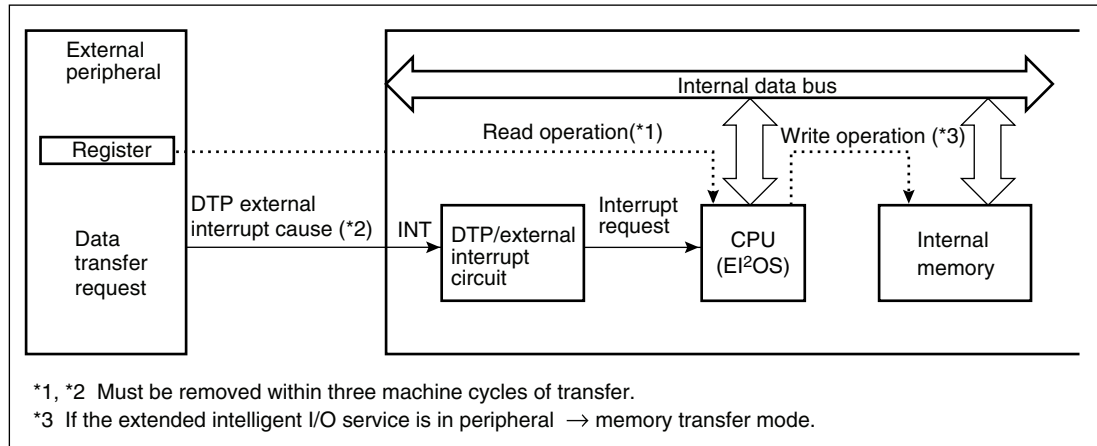 External
peripheral
Register
Data
transfer
request
Internal data bus
Read operation(*1)
Write operation (*3)
DTP external
interrupt cause (*2)
INT
DTP/external
interrupt
circuit
Interrupt
request
CPU
(EI²OS)
Internal
memory
*1, *2 Must be removed within three machine cycles of transfer.
*3 If the extended intelligent I/O service is in peripheral → memory transfer mode.